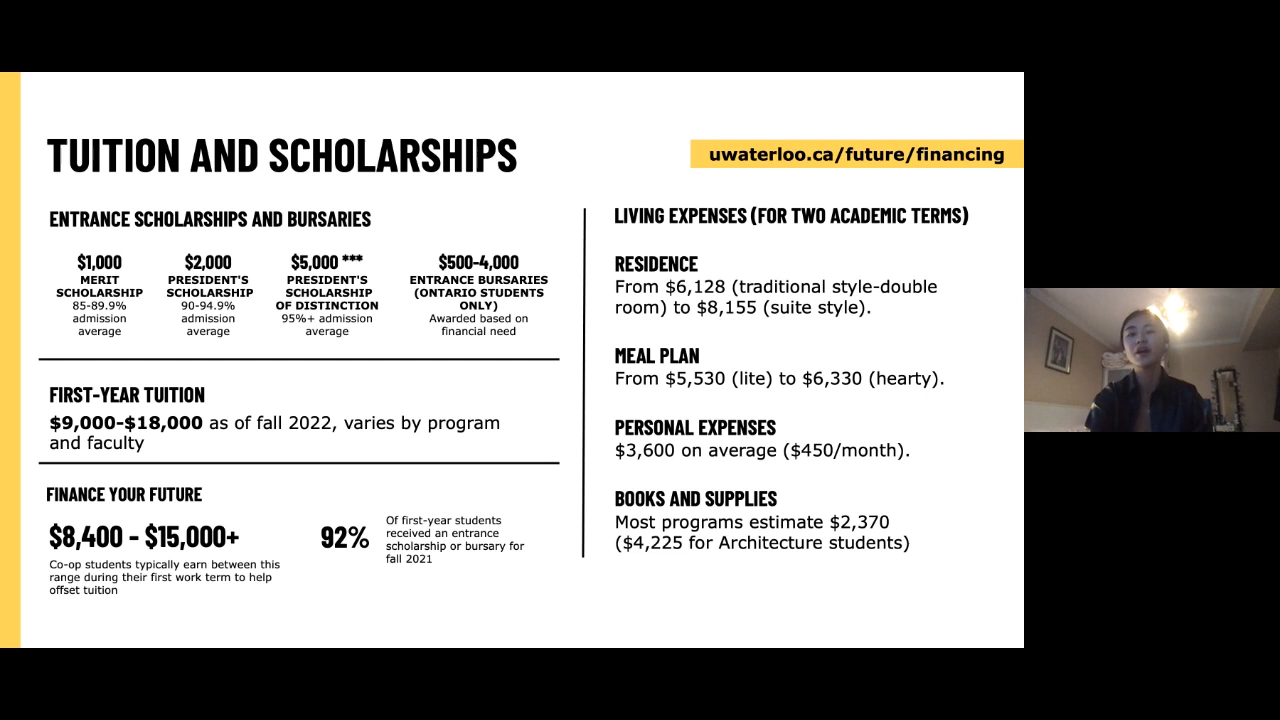 TUITION AND SCHOLARSHIPS
uwaterloo.ca/future/financing
ENTRANCE SCHOLARSHIPS AND BURSARIES
$1,000
MERIT
SCHOLARSHIP
85-89.9%
admission
average
$2,000
PRESIDENT'S
SCHOLARSHIP
90-94.9%
admission
average
$5,000 ***
PRESIDENT'S
SCHOLARSHIP
OF DISTINCTION
95%+ admission
average
$500-4,000
ENTRANCE BURSARIES
(ONTARIO STUDENTS
ONLY)
Awarded based on
financial need
FIRST-YEAR TUITION
$9,000-$18,000 as of fall 2022, varies by program
and faculty
FINANCE YOUR FUTURE
$8,400 - $15,000+
Co-op students typically earn between this
range during their first work term to help
offset tuition
92%
Of first-year students
received an entrance
scholarship or bursary for
fall 2021
LIVING EXPENSES (FOR TWO ACADEMIC TERMS)
RESIDENCE
From $6,128 (traditional style-double
room) to $8,155 (suite style).
MEAL PLAN
From $5,530 (lite) to $6,330 (hearty).
PERSONAL EXPENSES
$3,600 on average ($450/month).
BOOKS AND SUPPLIES
Most programs estimate $2,370
($4,225 for Architecture students)